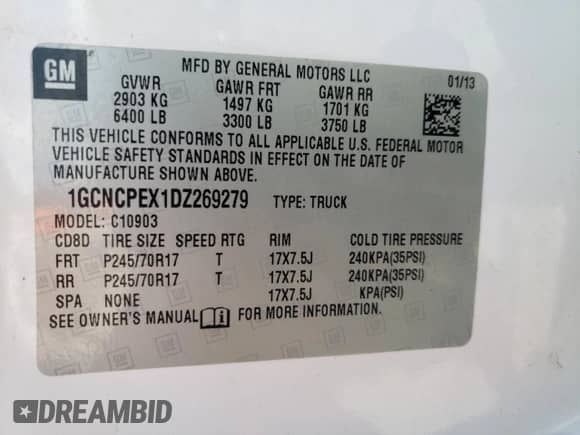 GM
MFD BY GENERAL MOTORS LLC 01/13
GVWR GAWR FRT GAWR RR
2903 KG 1497 KG 1701 KG
6400 LB 3300 LB 3750 LB
THIS VEHICLE CONFORMS TO ALL APPLICABLE U.S. FEDERAL MOTOR
VEHICLE SAFETY STANDARDS IN EFFECT ON THE DATE OF
MANUFACTURE SHOWN ABOVE.
1GCNCPEX1DZ269279 TYPE: TRUCK
MODEL: C10903
CD8D TIRE SIZE SPEED RTG RIM COLD TIRE PRESSURE
FRT P245/70R17 T 17X7.5J 240KPA(35PSI)
RR P245/70R17 T 17X7.5J 240KPA(35PSI)
SPA NONE 17X7.5J KPA(PSI)
SEE OWNER'S MANUAL FOR MORE INFORMATION.
DREAMBID